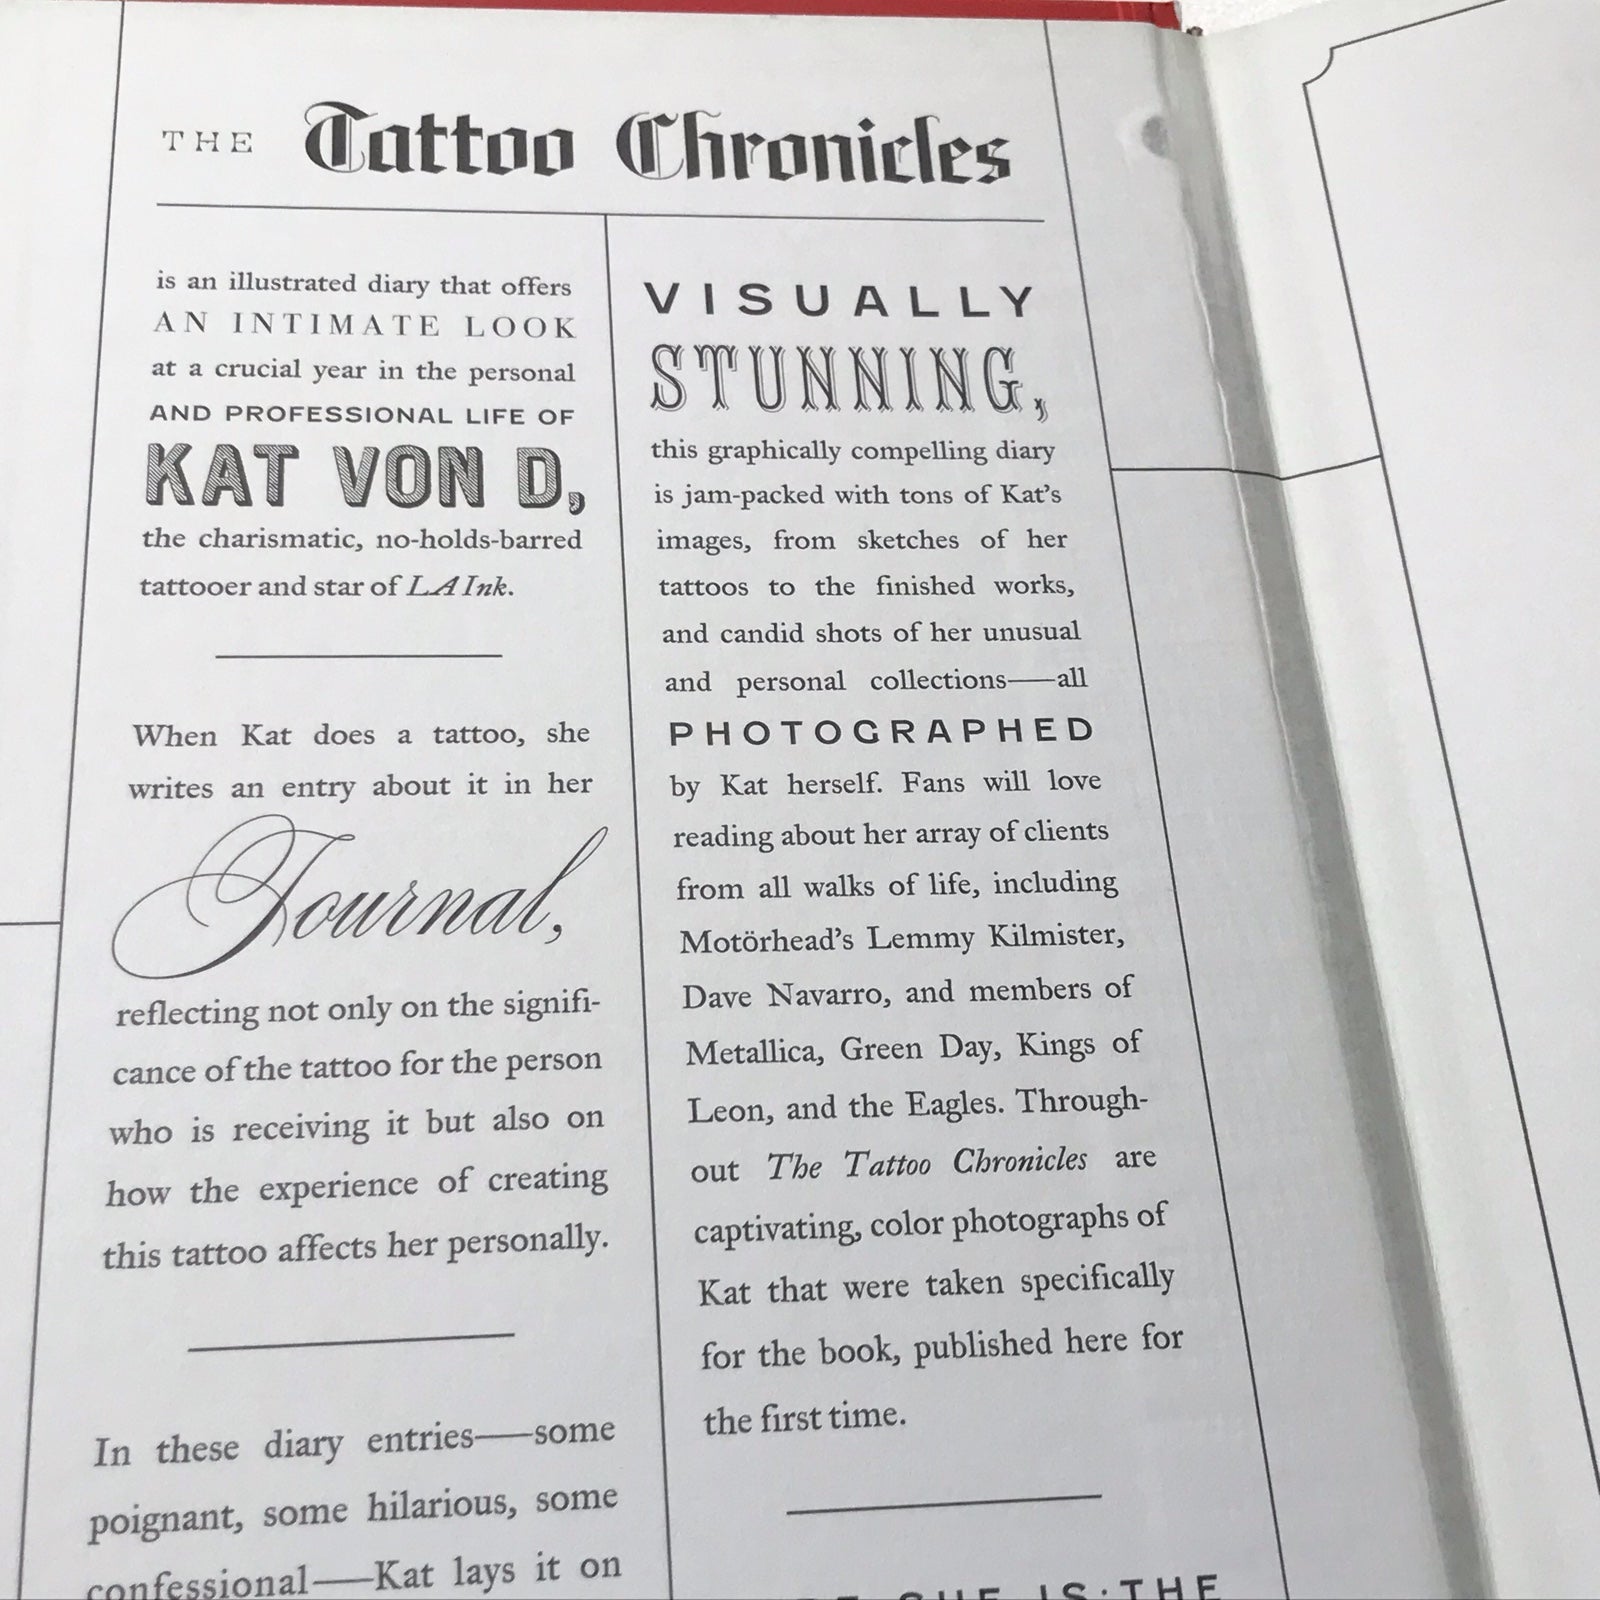 THE Tattoo Chronicles
is an illustrated diary that offers
AN INTIMATE LOOK
at a crucial year in the personal
AND PROFESSIONAL LIFE OF
KAT VON D,
the charismatic, no-holds-barred
tattooer and star of LA Ink.
When Kat does a tattoo, she
writes an entry about it in her
Journal,
reflecting not only on the signifi-
cance of the tattoo for the person
who is receiving it but also on
how the experience of creating
this tattoo affects her personally.
In these diary entries—some
poignant, some hilarious, some
confessional—Kat lays it on
VISUALLY
STUNNING,
this graphically compelling diary
is jam-packed with tons of Kat's
images, from sketches of her
tattoos to the finished works,
and candid shots of her unusual
and personal collections—all
PHOTOGRAPHED
by Kat herself. Fans will love
reading about her array of clients
from all walks of life, including
Motörhead's Lemmy Kilmister,
Dave Navarro, and members of
Metallica, Green Day, Kings of
Leon, and the Eagles. Through-
out The Tattoo Chronicles are
captivating, color photographs of
Kat that were taken specifically
for the book, published here for
the first time.
SHE IS·THE